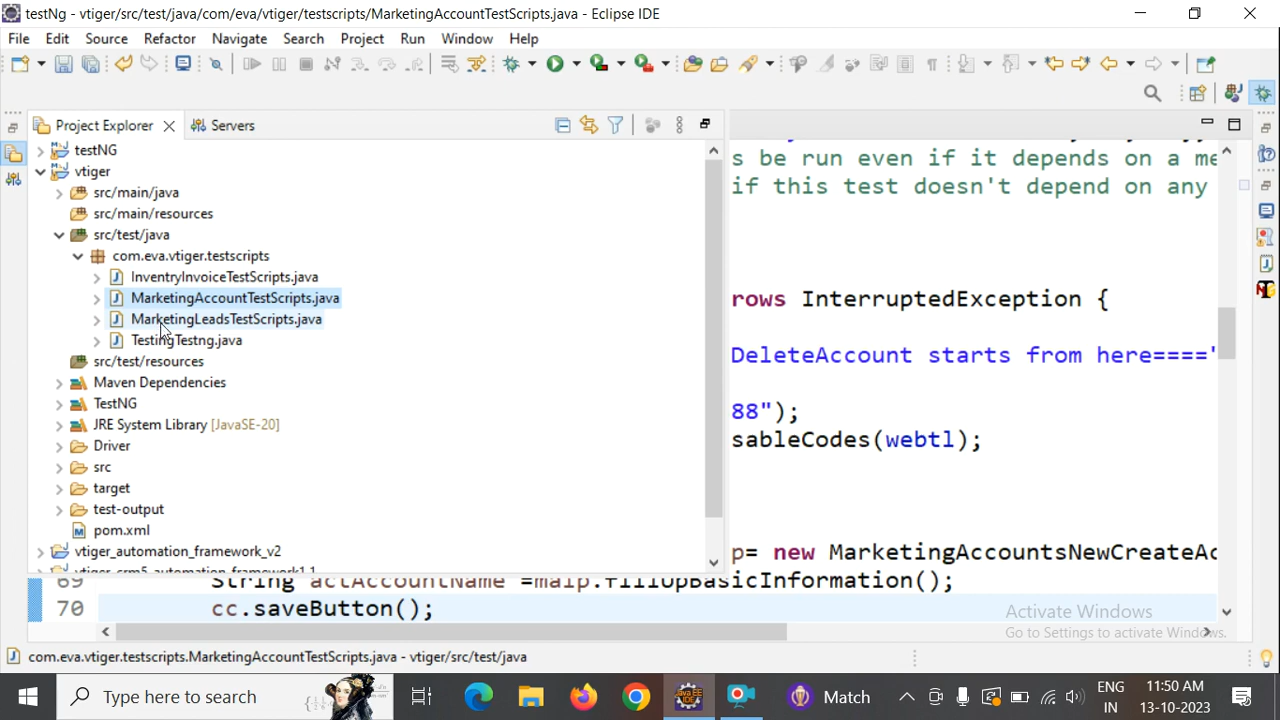 testNg - vtiger/src/test/java/com/eva/vtiger/testscripts/MarketingAccountTestScripts.java - Eclipse IDE
File Edit Source Refactor Navigate Search Project Run Window Help
Project Explorer Servers
testNG
vtiger
src/main/java
src/main/resources
src/test/java
com.eva.vtiger.testscripts
InventryInvoiceTestScripts.java
MarketingAccountTestScripts.java
MarketingLeadsTestScripts.java
TestingTestng.java
src/test/resources
Maven Dependencies
TestNG
JRE System Library [JavaSE-20]
Driver
src
target
test-output
pom.xml
vtiger_automation_framework_v2
vtiger_crm5_automation_framework1.1
s be run even if it depends on a me
if this test doesn't depend on any
rows InterruptedException {
DeleteAccount starts from here===="
88");
sableCodes(webtl);
p= new MarketingAccountsNewCreateAc
69 String actAccountName =maip.fillUpBasicInformation();
70 cc.saveButton();
Activate Windows
Go to Settings to activate Windows.
com.eva.vtiger.testscripts.MarketingAccountTestScripts.java - vtiger/src/test/java
Type here to search
Match
ENG
IN
11:50 AM
13-10-2023